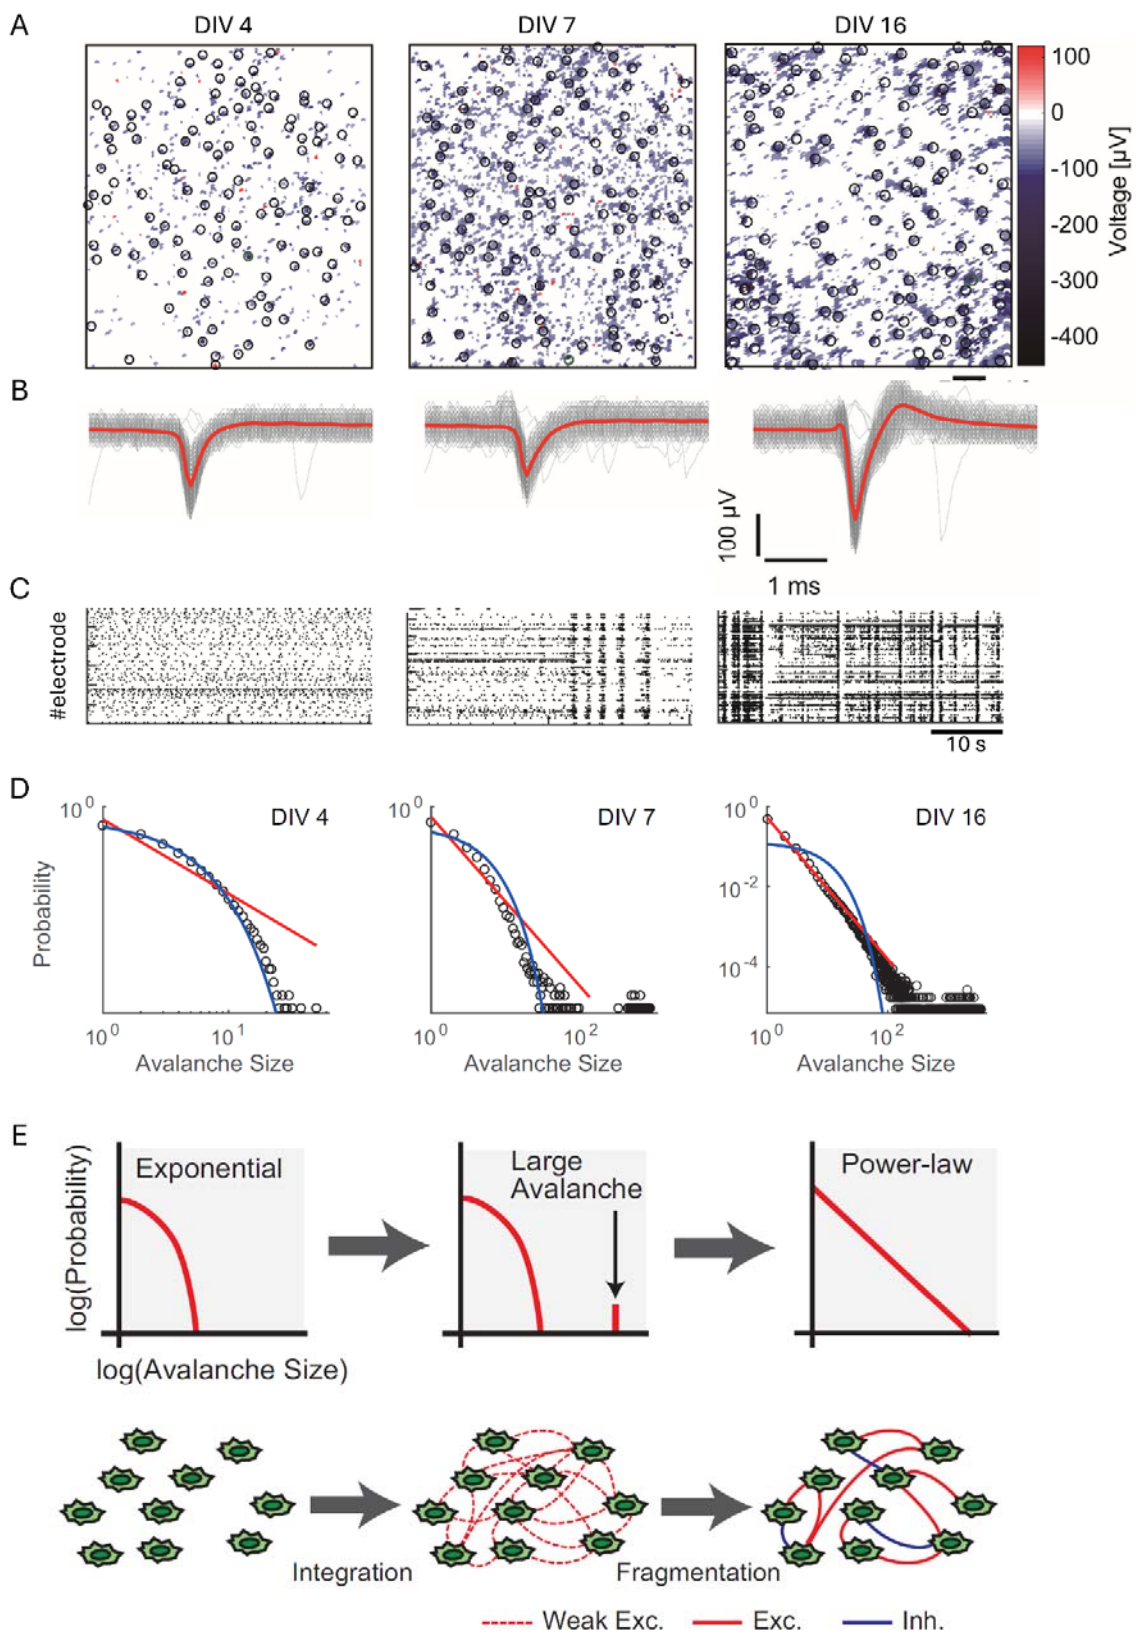 A
DIV 4
DIV 7
DIV 16
100
0
-100
-200
-300
-400
Voltage [µV]
B
100 µV
1 ms
C
#electrode
10 s
D
10⁰
DIV 4
10⁰
DIV 7
10⁰
DIV 16
10⁻²
10⁻⁴
Probability
10⁰
10¹
10⁰
10²
10⁰
10²
Avalanche Size
Avalanche Size
Avalanche Size
E
log(Probability)
Exponential
Large
Avalanche
Power-law
log(Avalanche Size)
Integration
Fragmentation
Weak Exc.
Exc.
Inh.